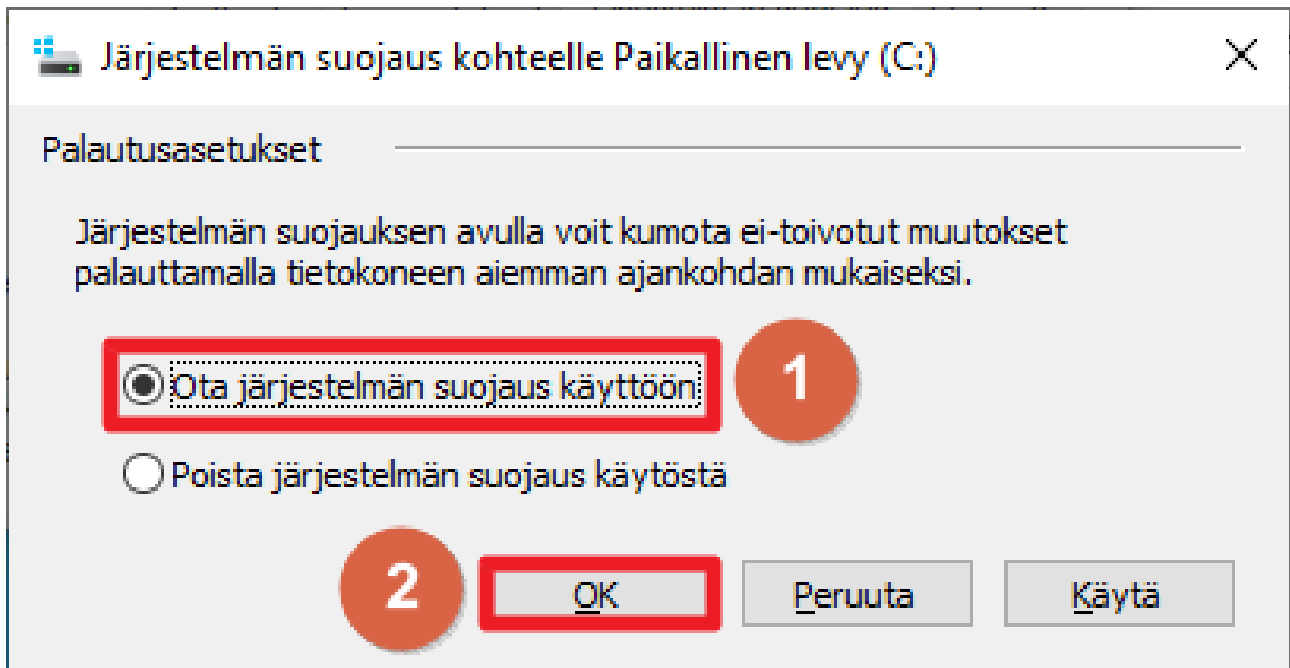 Järjestelmän suojaus kohteelle Paikallinen levy (C:)
Palautusasetukset
Järjestelmän suojauksen avulla voit kumota ei-toivotut muutokset
palauttamalla tietokoneen aiemman ajankohdan mukaiseksi.
Ota järjestelmän suojaus käyttöön
1
Poista järjestelmän suojaus käytöstä
2
OK
Peruuta
Käytä